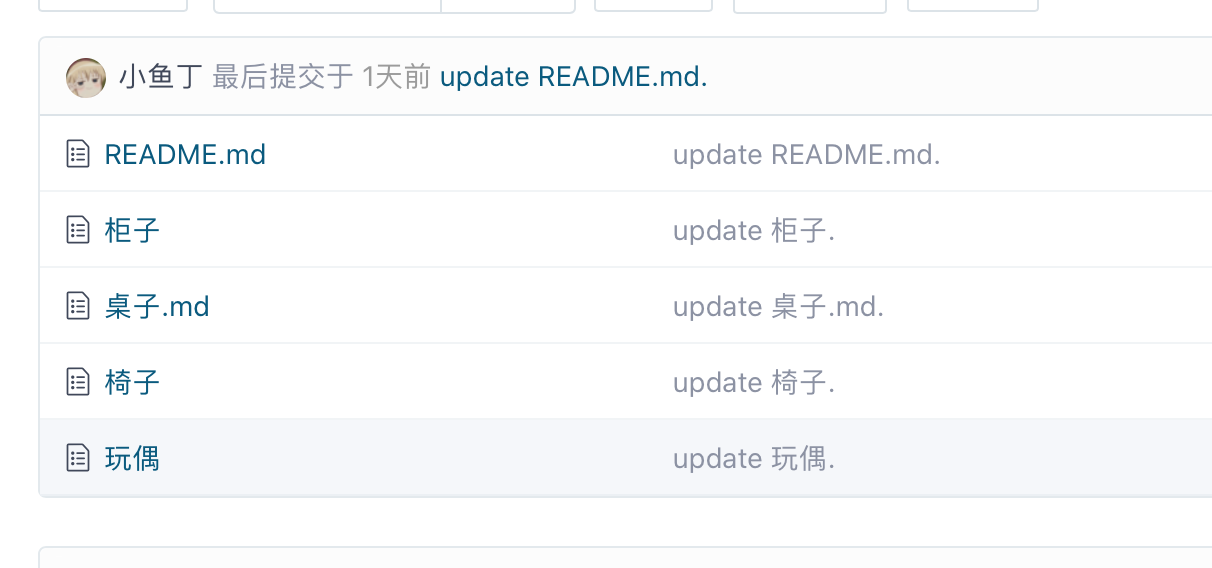 小鱼丁 最后提交于 1天前 update README.md.
README.md update README.md.
柜子 update 柜子.
桌子.md update 桌子.md.
椅子 update 椅子.
玩偶 update 玩偶.